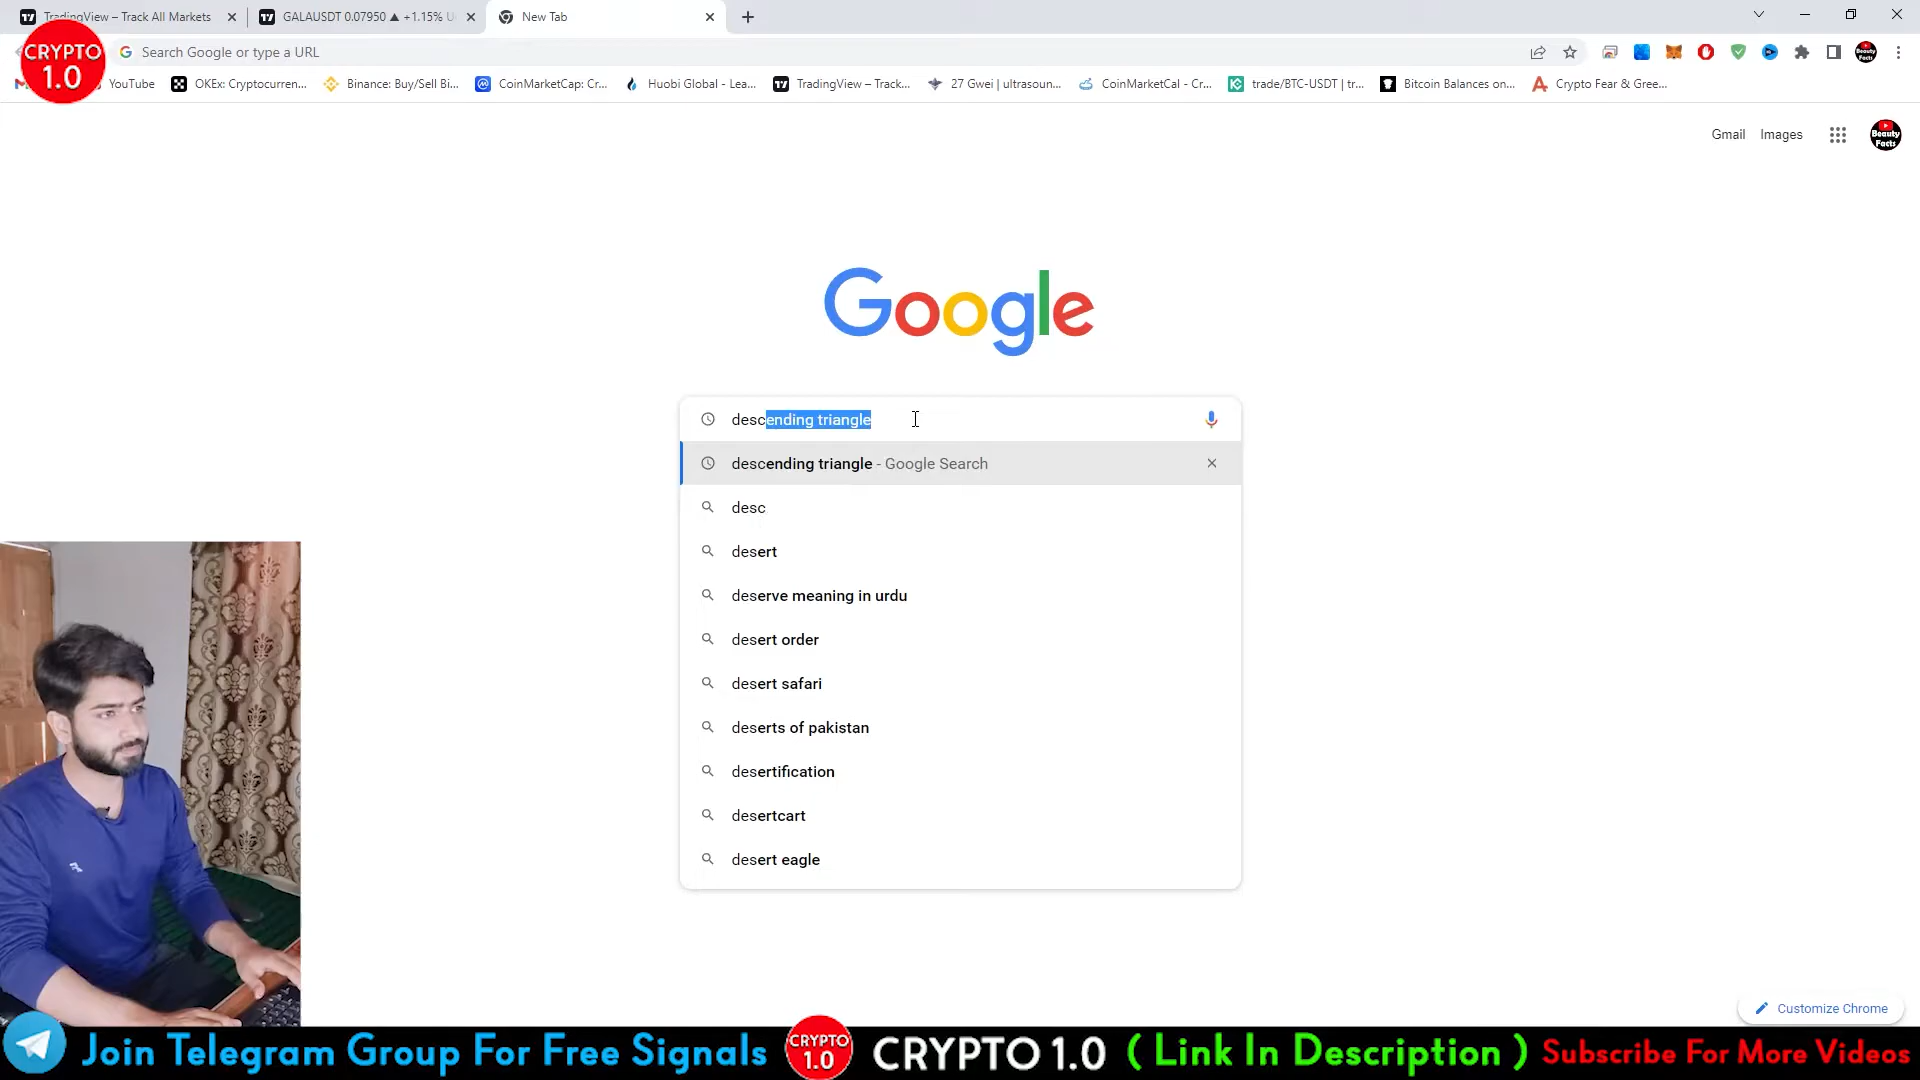 TradingView – Track All Markets
GALAUSDT 0.07950 ▲ +1.15% U
New Tab
Search Google or type a URL
CRYPTO
1.0
YouTube
OKEx: Cryptocurren...
Binance: Buy/Sell Bi...
CoinMarketCap: Cr...
Huobi Global - Lea...
TradingView – Track...
27 Gwei | ultrasoun...
CoinMarketCal - Cr...
trade/BTC-USDT | tr...
Bitcoin Balances on...
Crypto Fear & Gree...
Gmail
Images
Beauty
Facts
Google
descending triangle
descending triangle - Google Search
desc
desert
deserve meaning in urdu
desert order
desert safari
deserts of pakistan
desertification
desertcart
desert eagle
Customize Chrome
Join Telegram Group For Free Signals
CRYPTO
1.0
CRYPTO 1.0
( Link In Description )
Subscribe For More Videos